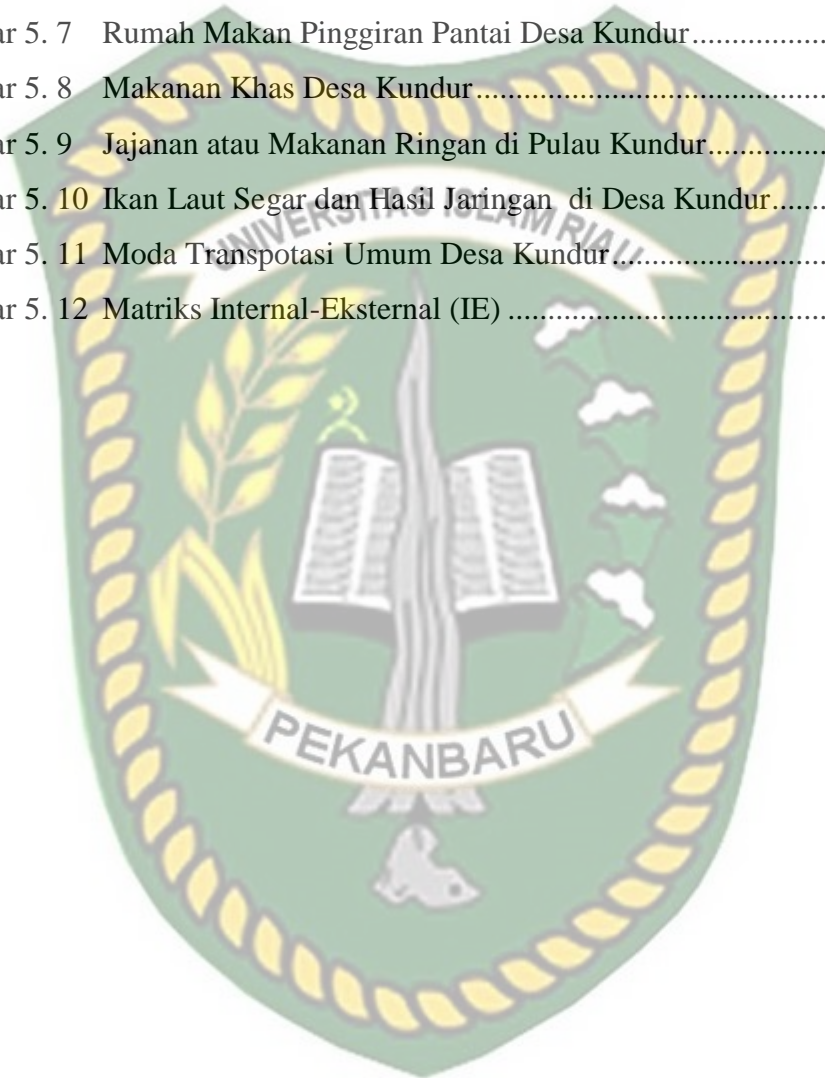 ar 5. 7 Rumah Makan Pinggiran Pantai Desa Kundur....................
ar 5. 8 Makanan Khas Desa Kundur..............................................
ar 5. 9 Jajanan atau Makanan Ringan di Pulau Kundur...............
ar 5. 10 Ikan Laut Segar dan Hasil Jaringan di Desa Kundur.......
ar 5. 11 Moda Transpotasi Umum Desa Kundur...........................
ar 5. 12 Matriks Internal-Eksternal (IE) ........................................
UNIVERSITAS ISLAM RIAU
PEKANBARU